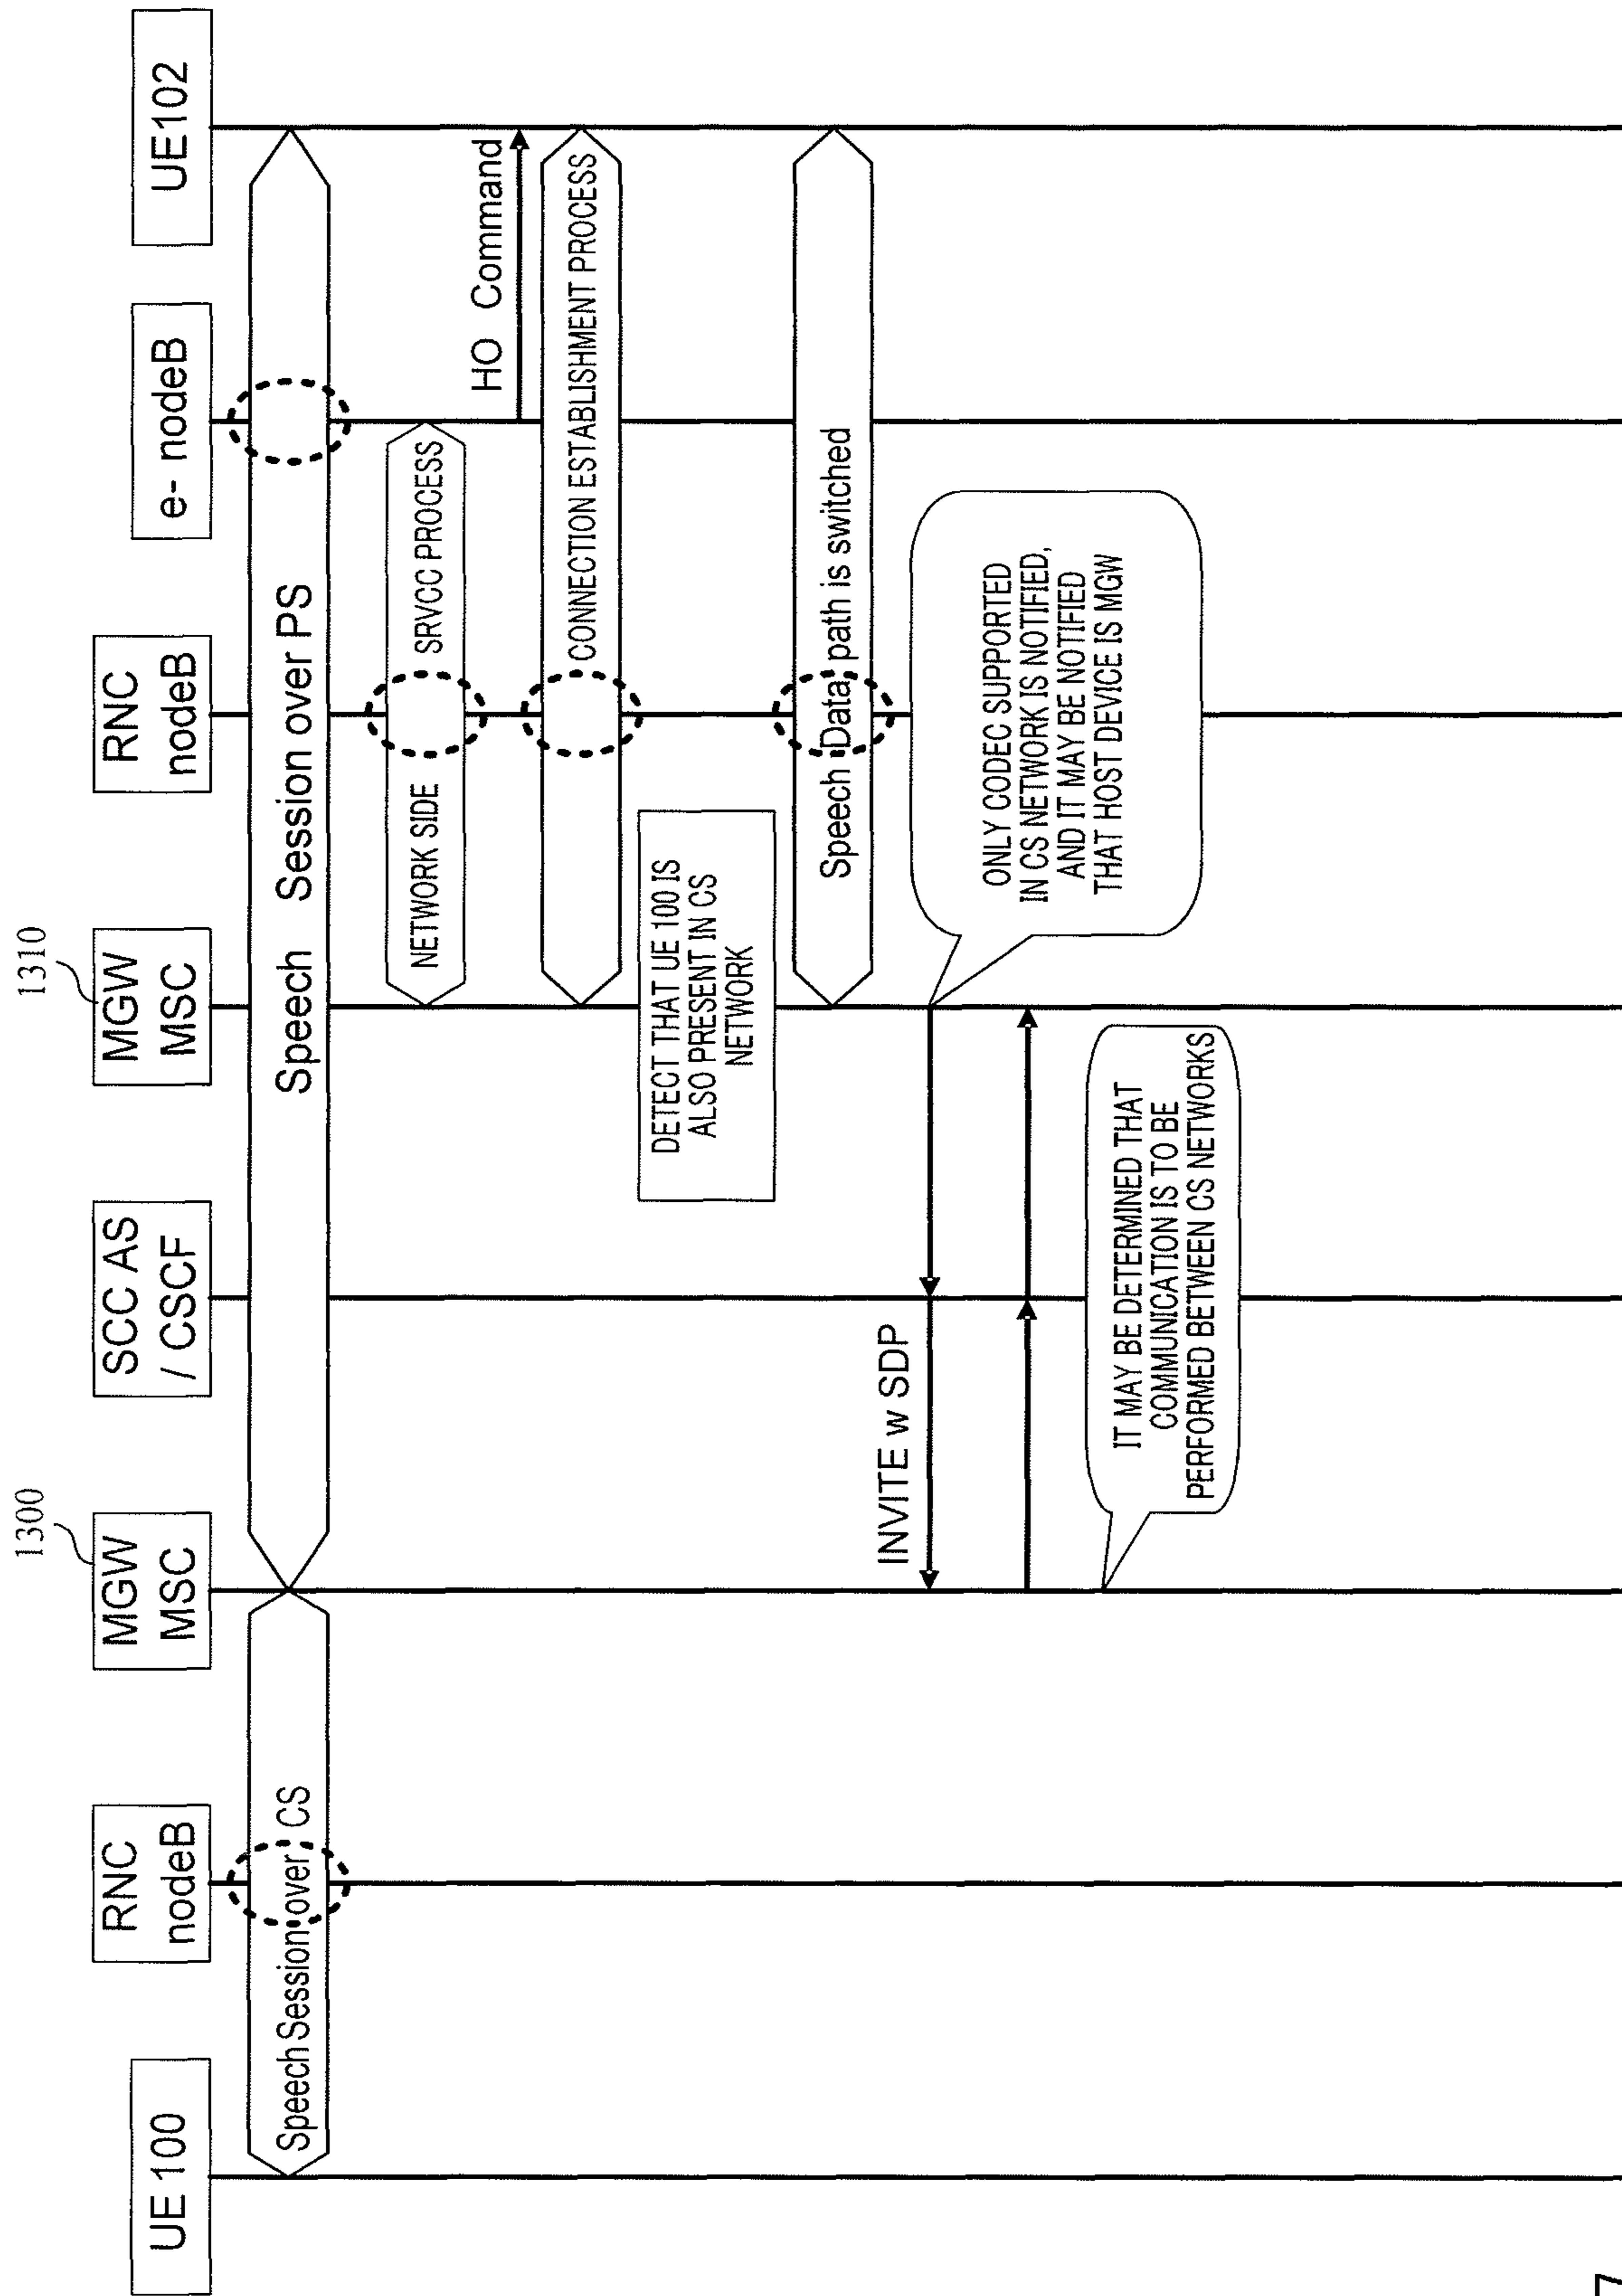 UE 100
RNC
nodeB
1300
MGW
MSC
SCC AS
/ CSCF
1310
MGW
MSC
RNC
nodeB
e- nodeB
UE102
Speech Session over CS
Speech Session over PS
NETWORK SIDE SRVCC PROCESS
HO Command
CONNECTION ESTABLISHMENT PROCESS
DETECT THAT UE 100 IS
ALSO PRESENT IN CS
NETWORK
Speech Data path is switched
INVITE w SDP
ONLY CODEC SUPPORTED
IN CS NETWORK IS NOTIFIED,
AND IT MAY BE NOTIFIED
THAT HOST DEVICE IS MGW
IT MAY BE DETERMINED THAT
COMMUNICATION IS TO BE
PERFORMED BETWEEN CS NETWORKS
7